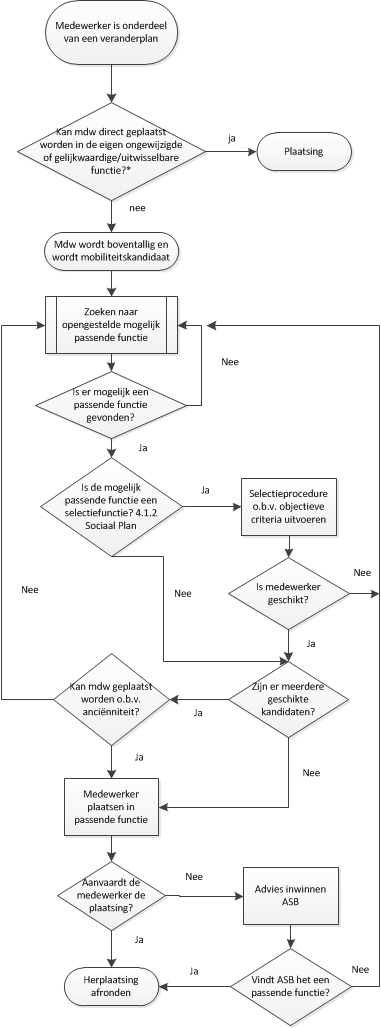 Medewerker is onderdeel
van een veranderplan
Kan mdw direct geplaatst
worden in de eigen ongewijzigde
of gelijkwaardige/uitwisselbare
functie?*
ja
Plaatsing
nee
Mdw wordt boventallig en
wordt mobiliteitskandidaat
Zoeken naar
opengestelde mogelijk
passende functie
Nee
Is er mogelijk een
passende functie
gevonden?
Ja
Is de mogelijk
passende functie een
selectiefunctie? 4.1.2
Sociaal Plan
Ja
Selectieprocedure
o.b.v. objectieve
criteria uitvoeren
Nee
Nee
Nee
Is medewerker
geschikt?
Ja
Kan mdw geplaatst
worden o.b.v.
anciënniteit?
Ja
Zijn er meerdere
geschikte
kandidaten?
Ja
Nee
Medewerker
plaatsen in
passende functie
Aanvaardt de
medewerker de
plaatsing?
Nee
Advies inwinnen
ASB
Ja
Herplaatsing
afronden
Ja
Vindt ASB het een
passende functie?
Nee